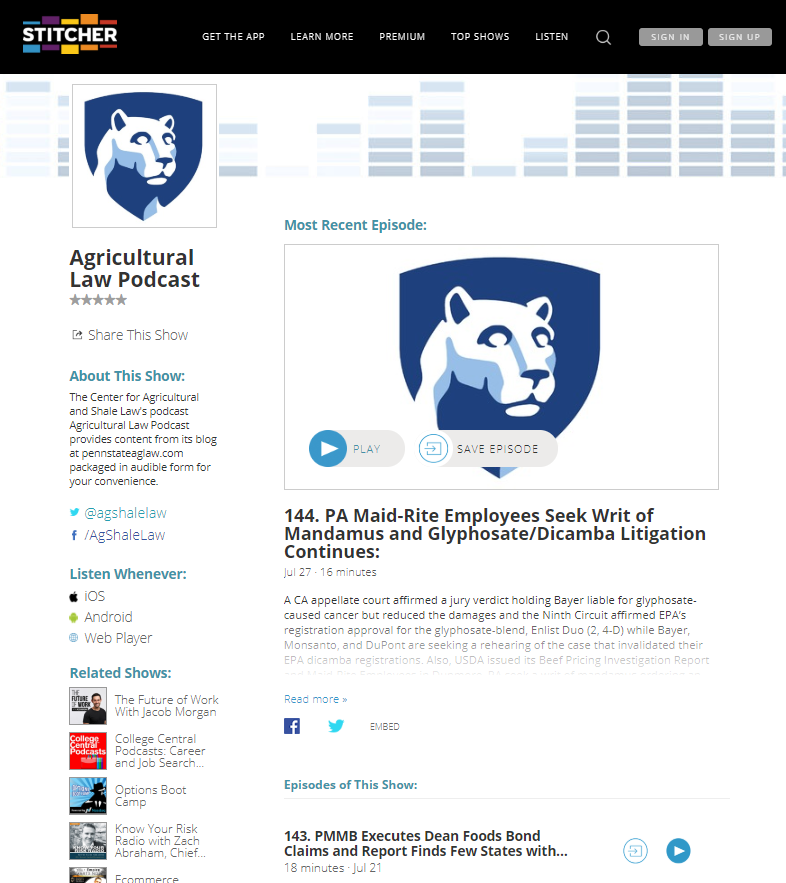 STITCHER
GET THE APP
LEARN MORE
PREMIUM
TOP SHOWS
LISTEN
SIGN IN
SIGN UP
Agricultural
Law Podcast
Share This Show
About This Show:
The Center for Agricultural
and Shale Law's podcast
Agricultural Law Podcast
provides content from its blog
at pennstateaglaw.com
packaged in audible form for
your convenience.
@agshalelaw
/AgShaleLaw
Listen Whenever:
iOS
Android
Web Player
Related Shows:
THE
FUTURE
OF WORK
The Future of Work
With Jacob Morgan
College
Central
Podcasts
College Central
Podcasts: Career
and Job Search...
Options Boot
Camp
Know Your Risk
Radio with Zach
Abraham, Chief...
Ecommerce
Most Recent Episode:
PLAY
SAVE EPISODE
144. PA Maid-Rite Employees Seek Writ of
Mandamus and Glyphosate/Dicamba Litigation
Continues:
Jul 27 · 16 minutes
A CA appellate court affirmed a jury verdict holding Bayer liable for glyphosate-
caused cancer but reduced the damages and the Ninth Circuit affirmed EPA's
registration approval for the glyphosate-blend, Enlist Duo (2, 4-D) while Bayer,
Monsanto, and DuPont are seeking a rehearing of the case that invalidated their
EPA dicamba registrations. Also, USDA issued its Beef Pricing Investigation Report
Read more »
EMBED
Episodes of This Show:
143. PMMB Executes Dean Foods Bond
Claims and Report Finds Few States with...
18 minutes · Jul 21